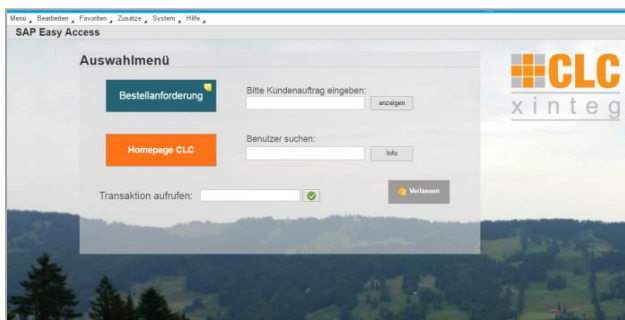 Menü Bearbeiten Favoriten Zusätze System Hilfe
SAP Easy Access
Auswahlmenü
Bestellanforderung
Bitte Kundenauftrag eingeben:
anzeigen
Homepage CLC
Benutzer suchen:
Info
Transaktion aufrufen:
Verlassen
CLC
xinteg